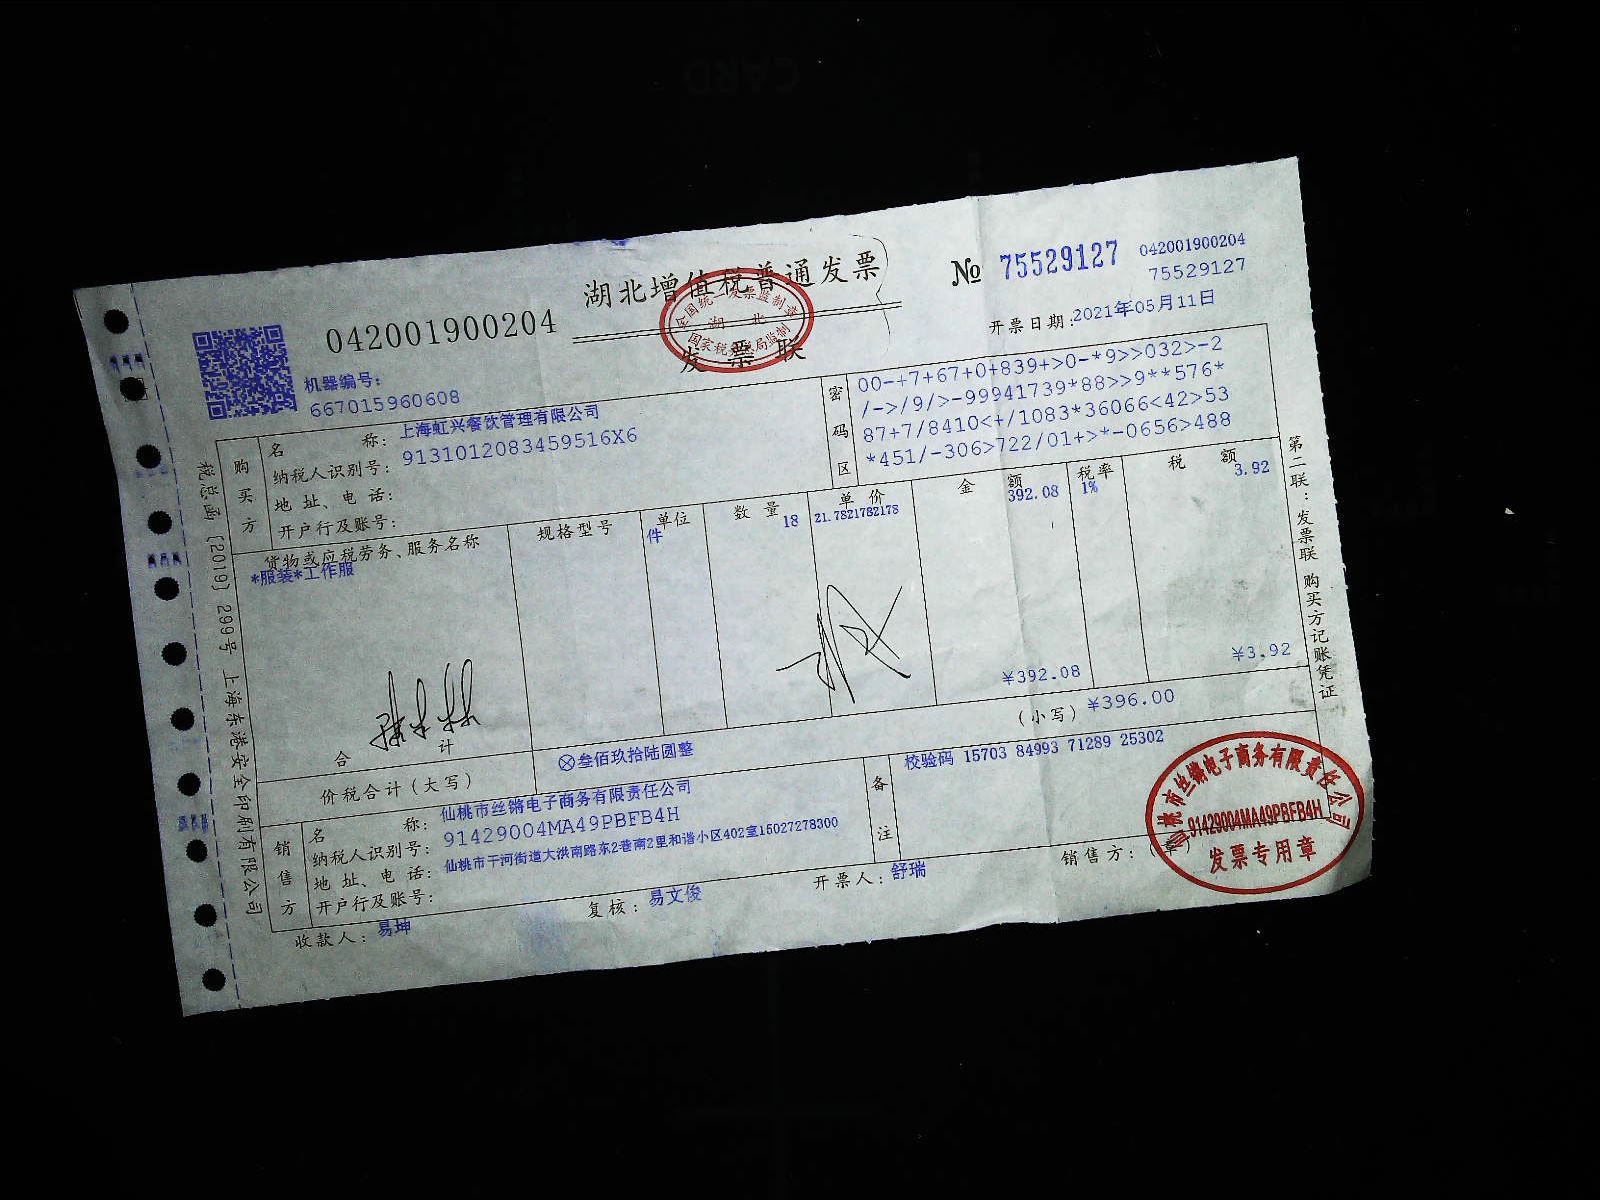 湖北增值税普通发票
发票联
042001900204
№ 75529127
042001900204
75529127
开票日期:2021年05月11日
机器编号:
667015960608
购买方
名 称: 上海虹兴餐饮管理有限公司
纳税人识别号: 9131012083459516X6
地 址、电 话:
开户行及账号:
密码区
00-+7+67+0+839+>0-*9>>032>-2
/->/9/>-99941739*88>>9**576*
87+7/8410<+/1083*36066<42>53
*451/-306>722/01+>*-0656>488
货物或应税劳务、服务名称 规格型号 单位 数 量 单 价 金 额 税率 税 额
*服装*工作服 件 18 21.7821782178 392.08 1% 3.92
合 计 ¥392.08 ¥3.92
价税合计(大写) ⊗叁佰玖拾陆圆整 (小写) ¥396.00
销售方
名 称: 仙桃市丝锵电子商务有限责任公司
纳税人识别号: 91429004MA49PBFB4H
地 址、电 话: 仙桃市干河街道大洪南路东2巷南2里和谐小区402室15027278300
开户行及账号:
备注
校验码 15703 84993 71289 25302
收款人: 易坤 复核: 易文俊 开票人: 舒瑞 销售方:(章)
91429004MA49PBFB4H
发票专用章
税总函〔2019〕299号 上海东港安全印刷有限公司
第二联:发票联 购买方记账凭证